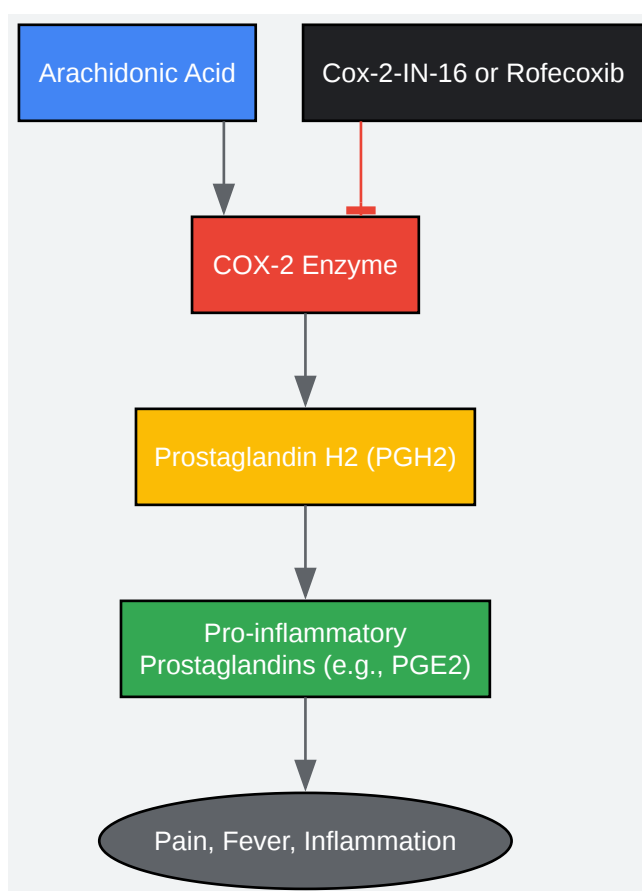 Arachidonic Acid
Cox-2-IN-16 or Rofecoxib
COX-2 Enzyme
Prostaglandin H2 (PGH2)
Pro-inflammatory
Prostaglandins (e.g., PGE2)
Pain, Fever, Inflammation